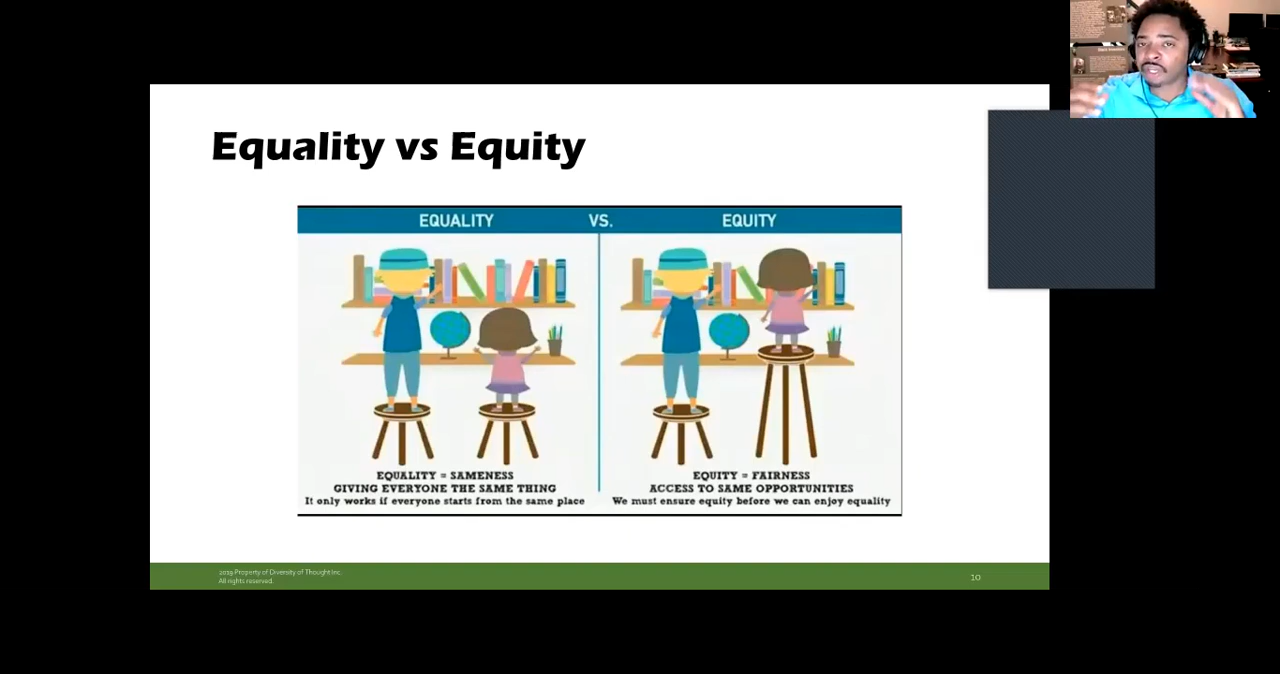 Equality vs Equity
EQUALITY VS. EQUITY
EQUALITY = SAMENESS
GIVING EVERYONE THE SAME THING
It only works if everyone starts from the same place
EQUITY = FAIRNESS
ACCESS TO SAME OPPORTUNITIES
We must ensure equity before we can enjoy equality
2019 Property of Diversity of Thought Inc.
All rights reserved.
10